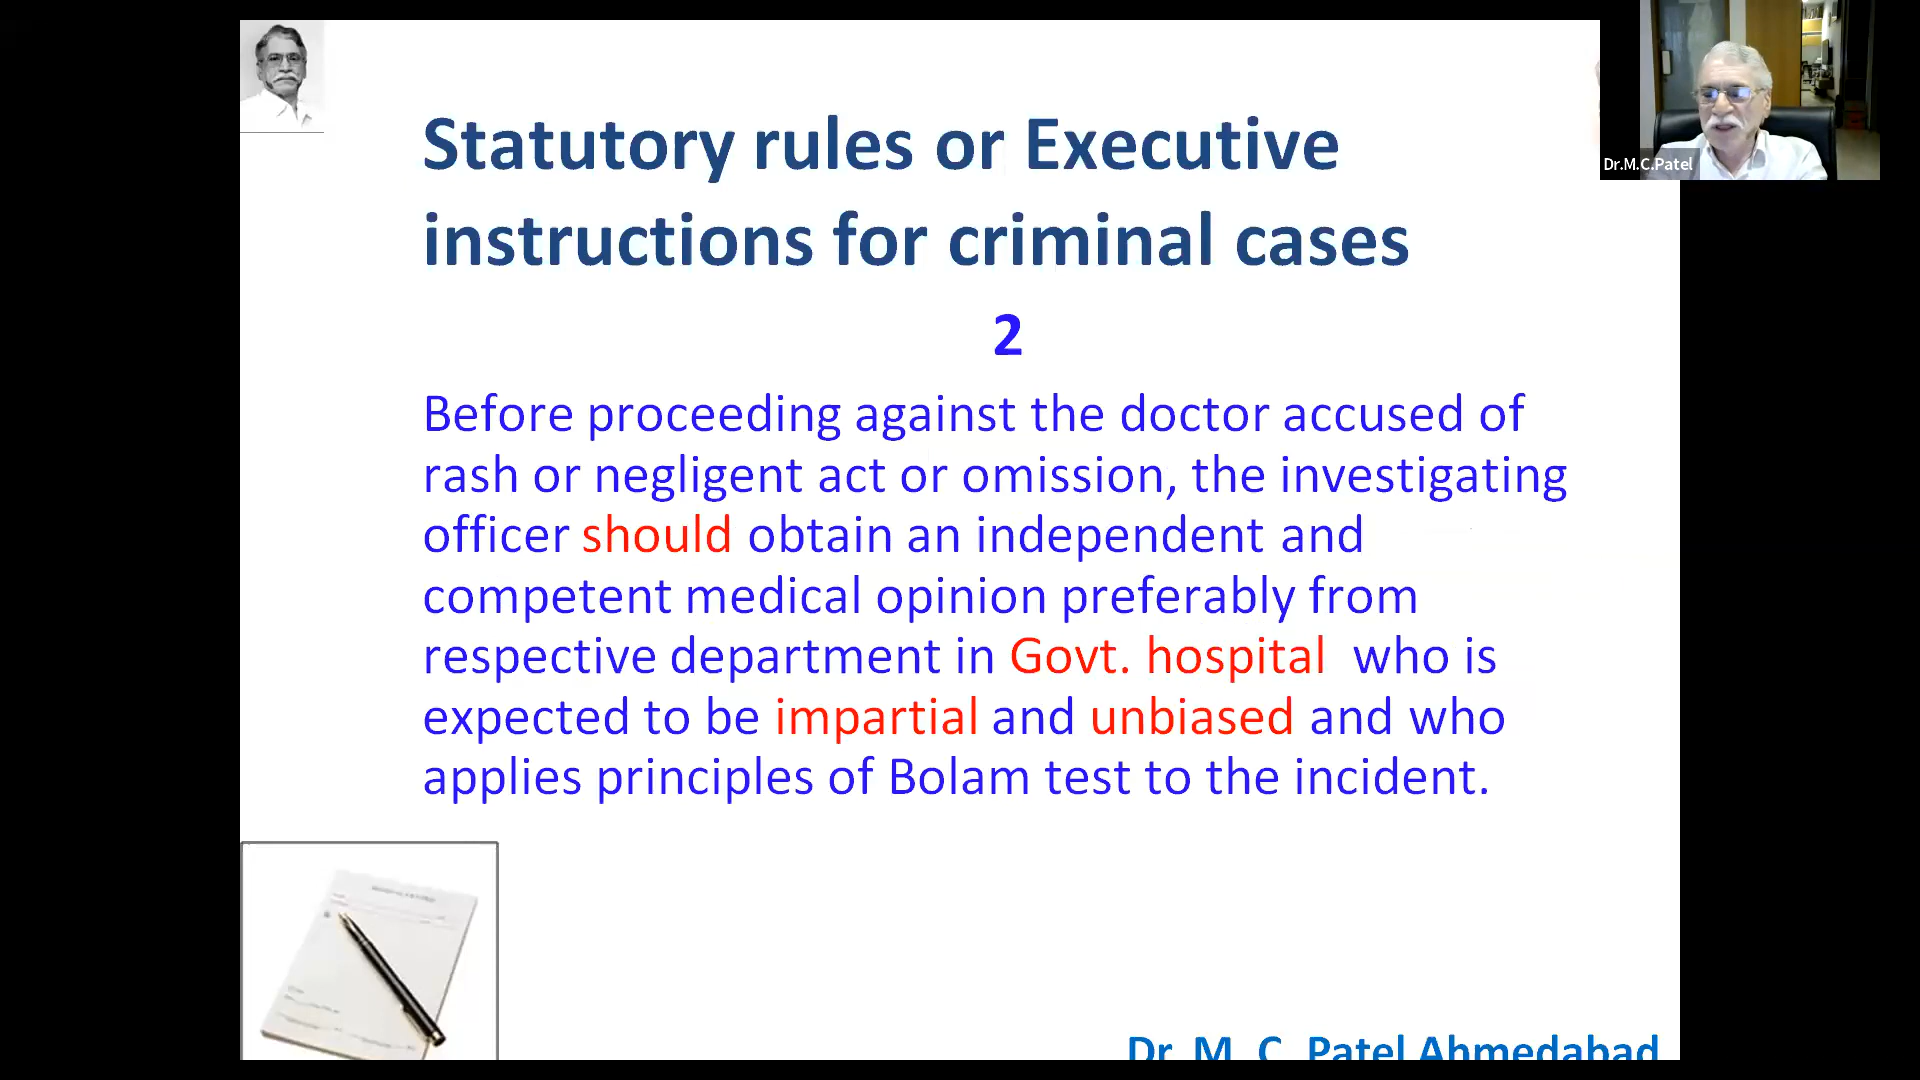 Statutory rules or Executive
instructions for criminal cases
2
Before proceeding against the doctor accused of
rash or negligent act or omission, the investigating
officer should obtain an independent and
competent medical opinion preferably from
respective department in Govt. hospital who is
expected to be impartial and unbiased and who
applies principles of Bolam test to the incident.
Dr. M. C. Patel Ahmedabad
Dr.M.C.Patel